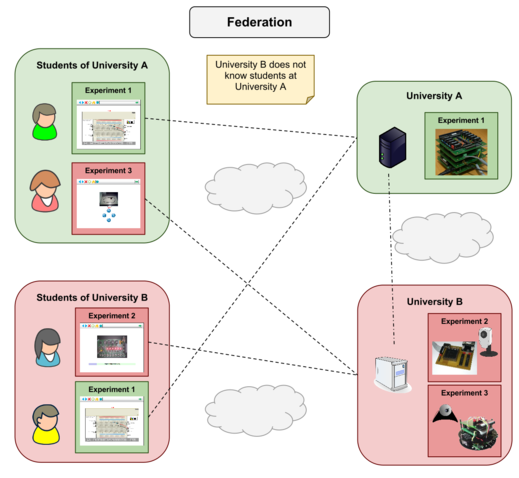 Federation
University B does not
know students at
University A
Students of University A
Experiment 1
Experiment 3
University A
Experiment 1
Students of University B
Experiment 2
Experiment 1
University B
Experiment 2
Experiment 3